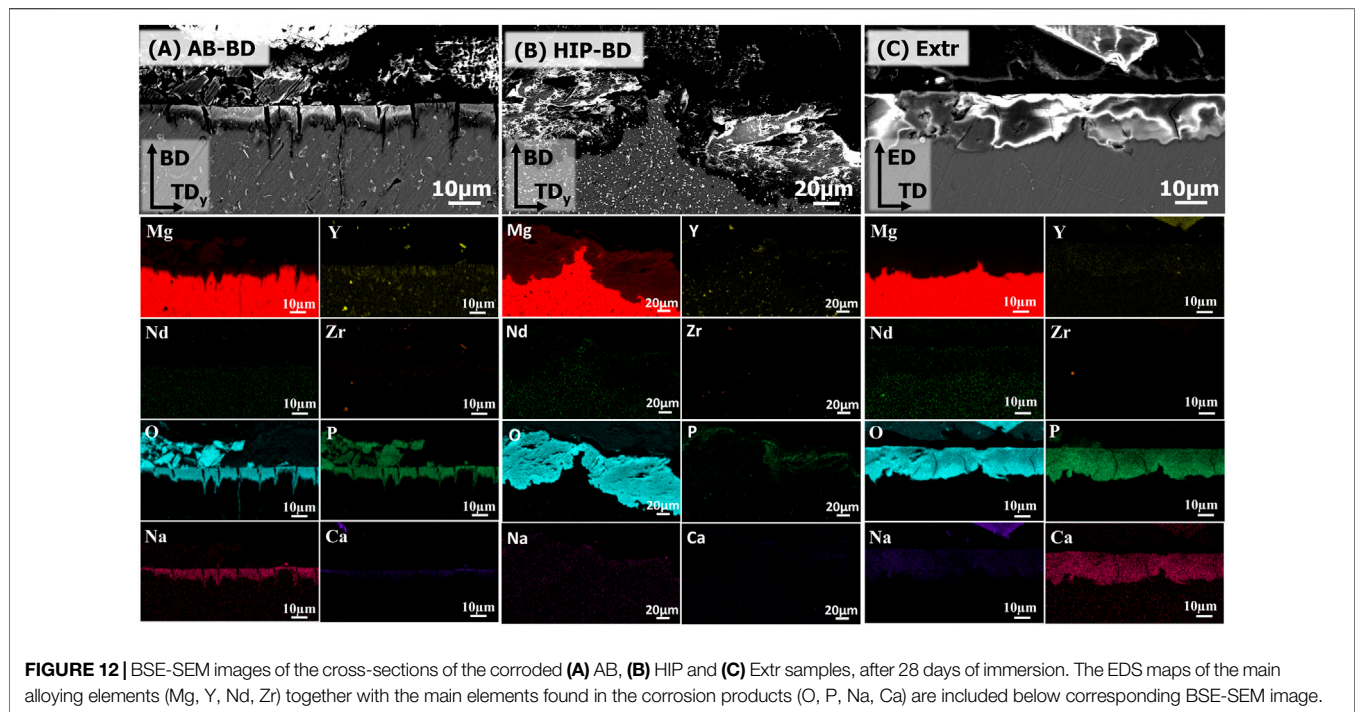 (A) AB-BD
BD
TDy
10μm
(B) HIP-BD
BD
TDy
20μm
(C) Extr
ED
TD
10μm
Mg
10μm
Y
10μm
Mg
20μm
Y
20μm
Mg
10μm
Y
10μm
Nd
10μm
Zr
10μm
Nd
20μm
Zr
20μm
Nd
10μm
Zr
10μm
O
10μm
P
10μm
O
20μm
P
20μm
O
10μm
P
10μm
Na
10μm
Ca
10μm
Na
20μm
Ca
20μm
Na
10μm
Ca
10μm
FIGURE 12 | BSE-SEM images of the cross-sections of the corroded (A) AB, (B) HIP and (C) Extr samples, after 28 days of immersion. The EDS maps of the main
alloying elements (Mg, Y, Nd, Zr) together with the main elements found in the corrosion products (O, P, Na, Ca) are included below corresponding BSE-SEM image.